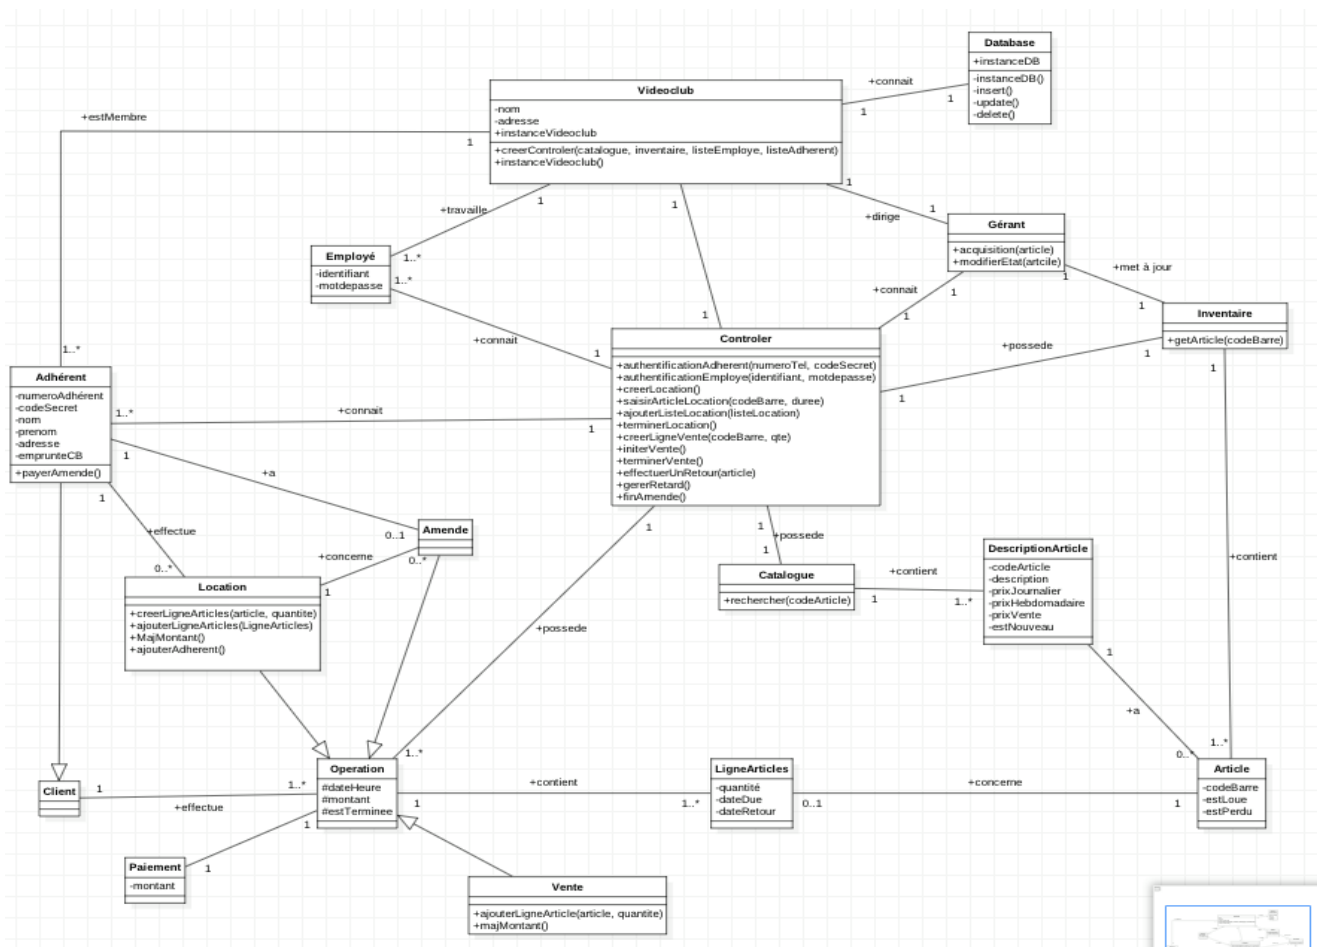 Database
+instanceDB
-instanceDB()
-insert()
-update()
-delete()
+connait
1
1
Videoclub
-nom
-adresse
+instanceVideoclub
+creerControler(catalogue, inventaire, listeEmploye, listeAdherent)
+instanceVideoclub()
+estMembre
1
1..*
+travaille
1
1..*
1
1
1
+dirige
1
Gérant
+acquisition(article)
+modifierEtat(artcile)
Employé
-identifiant
-motdepasse
1..*
+connait
1
+connait
1
1
+met à jour
1
1
Inventaire
+getArticle(codeBarre)
+possede
1
1
1
Controler
+authentificationAdherent(numeroTel, codeSecret)
+authentificationEmploye(identifiant, motdepasse)
+creerLocation()
+saisirArticleLocation(codeBarre, duree)
+ajouterListeLocation(listeLocation)
+terminerLocation()
+creerLigneVente(codeBarre, qte)
+initerVente()
+terminerVente()
+effectuerUnRetour(article)
+gererRetard()
+finAmende()
Adhérent
-numeroAdhérent
-codeSecret
-nom
-prenom
-adresse
-emprunteCB
+payerAmende()
1..*
+connait
1
1
+a
0..1
1
+effectue
0..*
Amende
+concerne
0..*
1
Location
+creerLigneArticles(article, quantite)
+ajouterLigneArticles(LigneArticles)
+MajMontant()
+ajouterAdherent()
1
+possede
1..*
1
+possede
1
Catalogue
+rechercher(codeArticle)
+contient
1
1..*
DescriptionArticle
-codeArticle
-description
-prixJournalier
-prixHebdomadaire
-prixVente
-estNouveau
1
+a
0..*
+contient
1..*
Client
1
+effectue
1..*
Operation
#dateHeure
#montant
#estTerminee
+contient
1
1..*
LigneArticles
-quantité
-dateDue
-dateRetour
+concerne
0..1
1
Article
-codeBarre
-estLoue
-estPerdu
1
1
Paiement
-montant
Vente
+ajouterLigneArticle(article, quantite)
+majMontant()